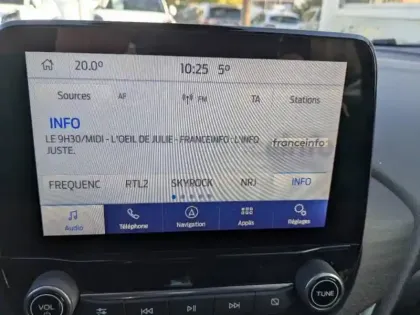 20.0° 10:25 5°
Sources AF FM TA Stations
INFO
LE 9H30/MIDI - L'OEIL DE JULIE - FRANCEINFO : L'INFO
JUSTE.
franceinfo
FREQUENC RTL2 SKYROCK NRJ INFO
Audio Téléphone Navigation Applis Réglages
VOL TUNE